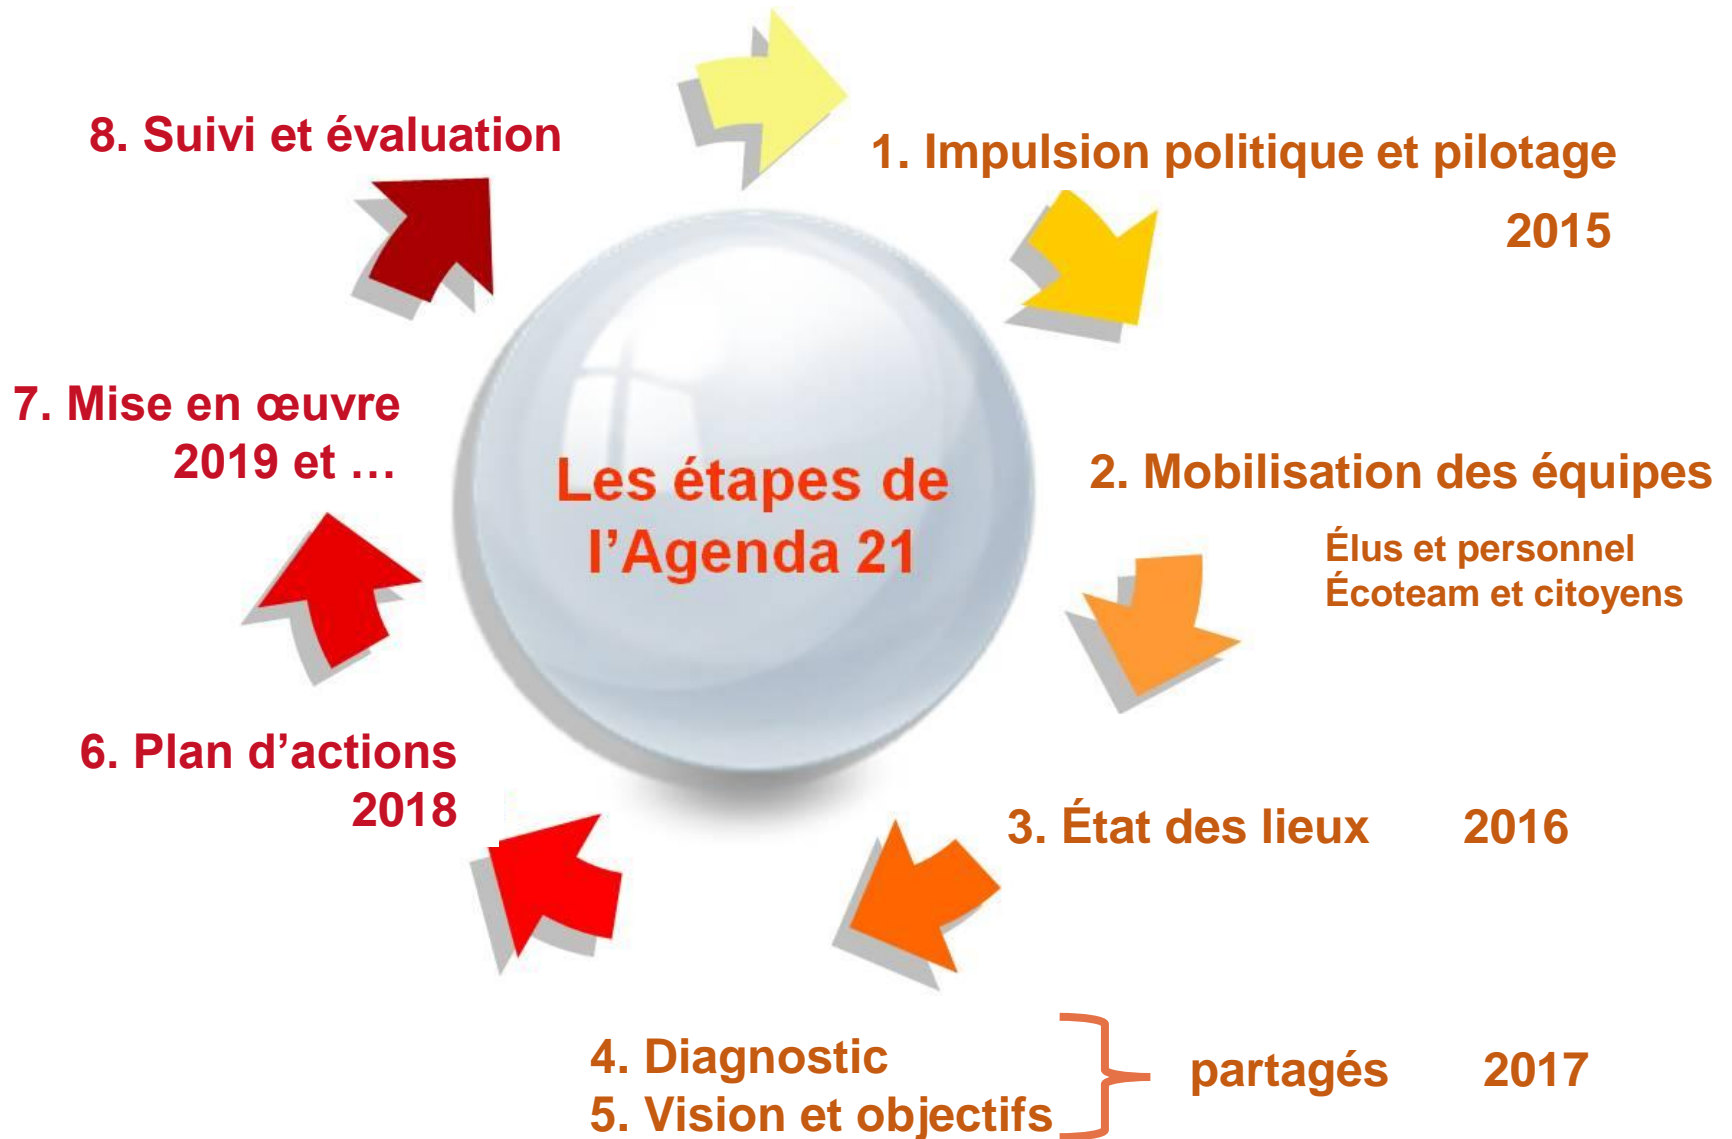 Les étapes de
l’Agenda 21
1. Impulsion politique et pilotage
2015
2. Mobilisation des équipes
Élus et personnel
Écoteam et citoyens
3. État des lieux 2016
4. Diagnostic
5. Vision et objectifs
partagés 2017
6. Plan d’actions
2018
7. Mise en œuvre
2019 et …
8. Suivi et évaluation